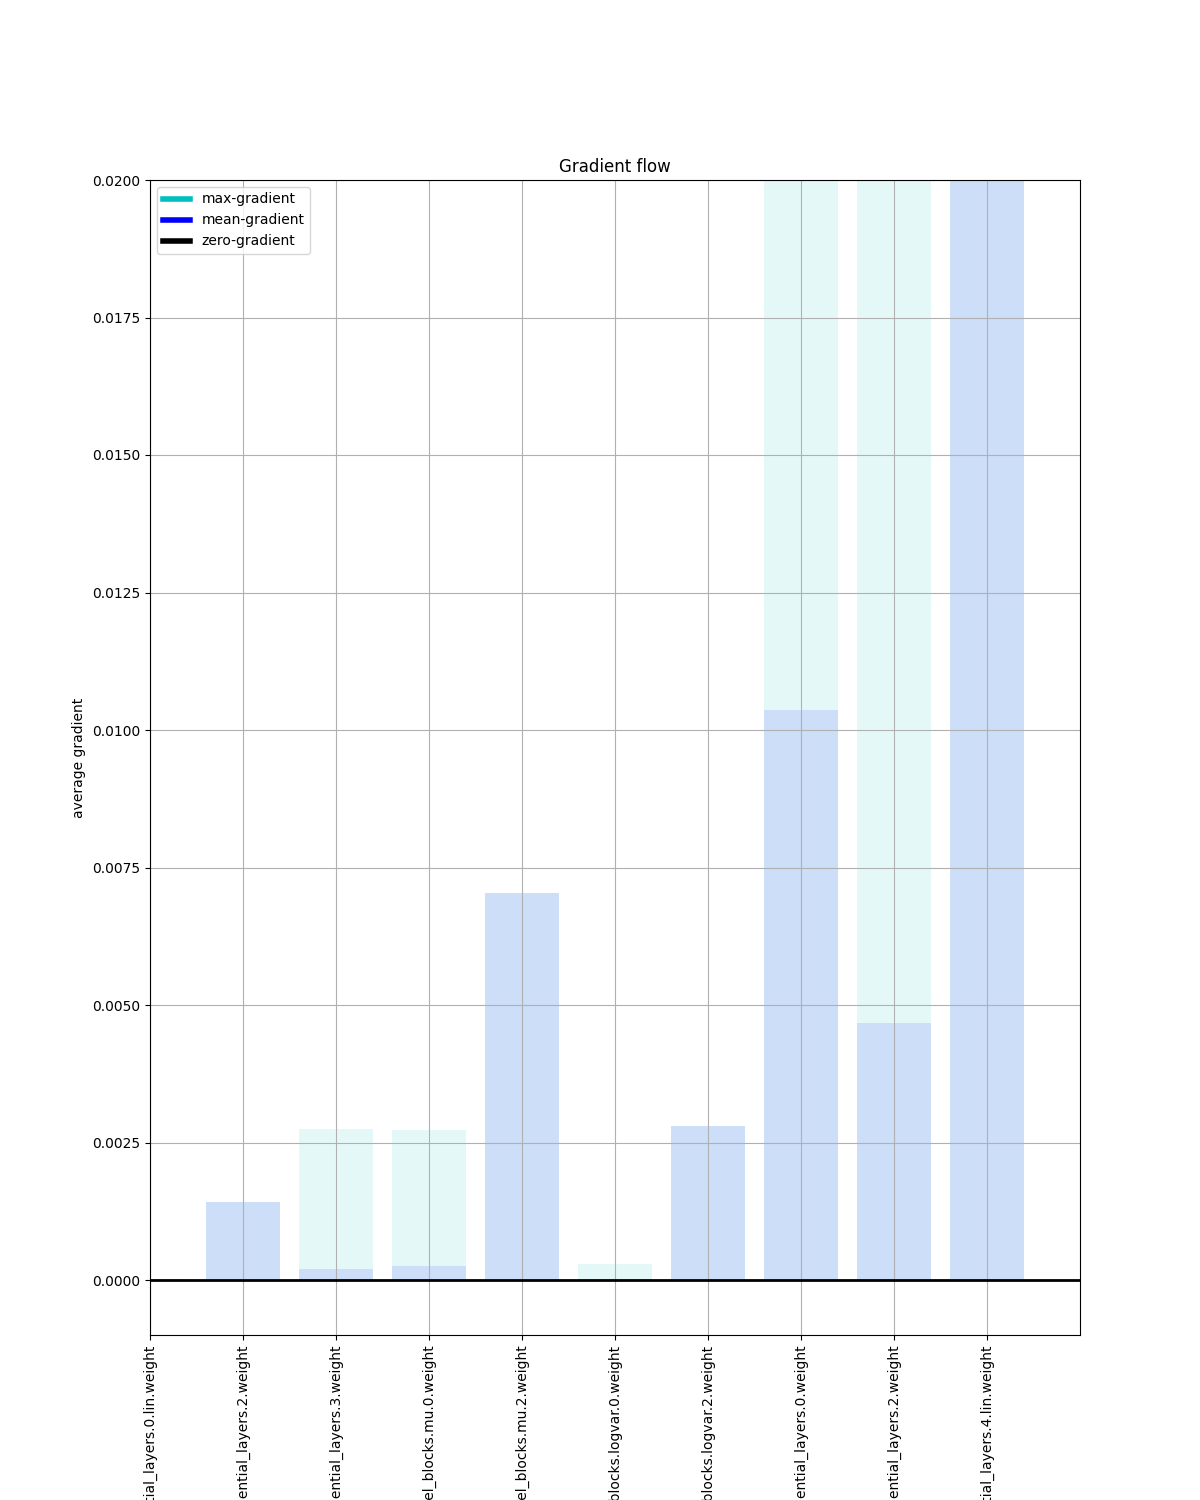 Gradient flow
max-gradient
mean-gradient
zero-gradient
0.0200
0.0175
0.0150
0.0125
0.0100
0.0075
0.0050
0.0025
0.0000
average gradient
tial_layers.0.lin.weight
ential_layers.2.weight
ential_layers.3.weight
el_blocks.mu.0.weight
el_blocks.mu.2.weight
blocks.logvar.0.weight
blocks.logvar.2.weight
ential_layers.0.weight
ential_layers.2.weight
tial_layers.4.lin.weight